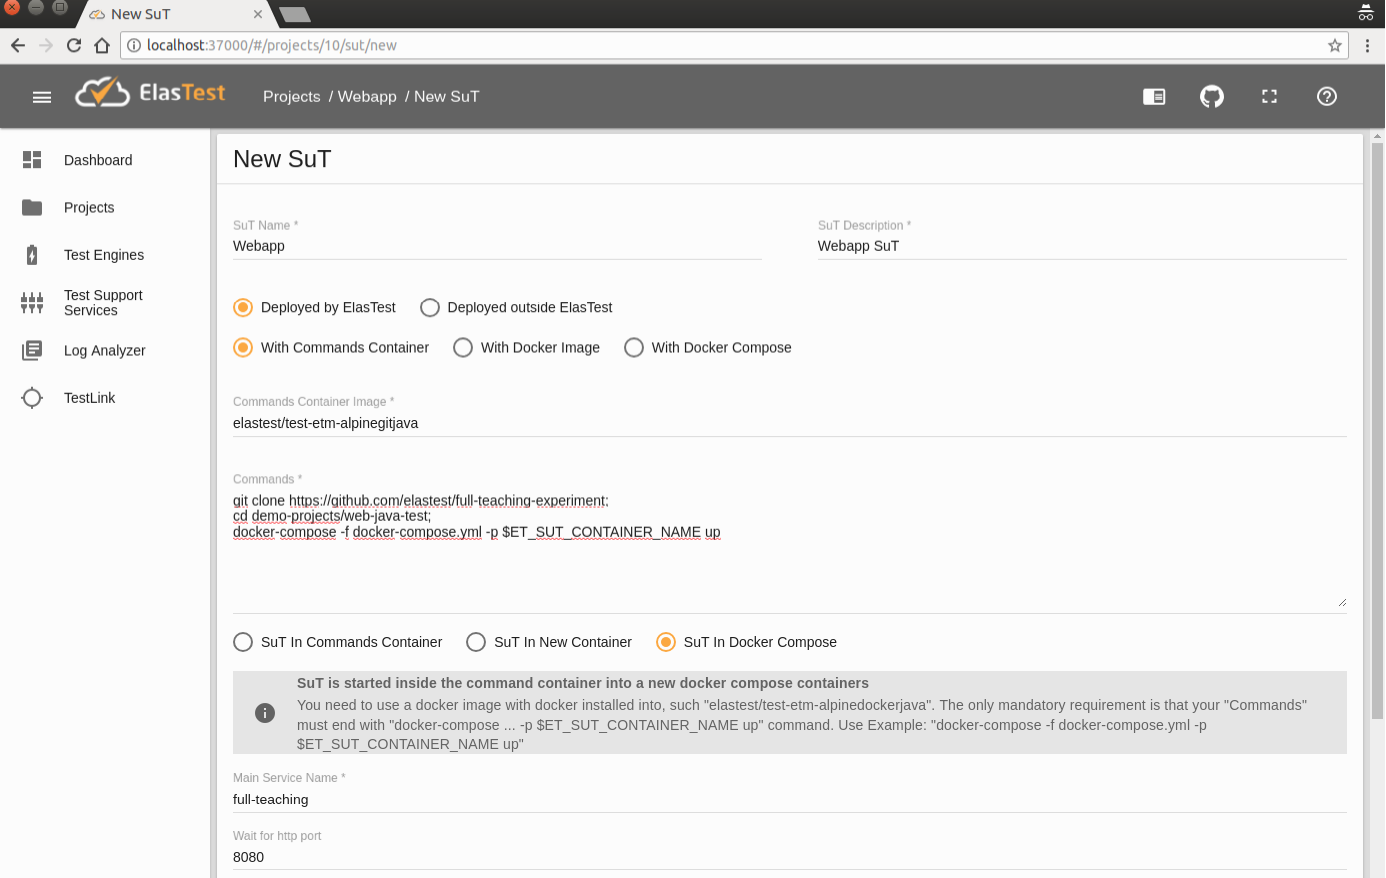 New SuT
localhost:37000/#/projects/10/sut/new
ElasTest
Projects / Webapp / New SuT
Dashboard
Projects
Test Engines
Test Support
Services
Log Analyzer
TestLink
New SuT
SuT Name *
Webapp
SuT Description *
Webapp SuT
Deployed by ElasTest
Deployed outside ElasTest
With Commands Container
With Docker Image
With Docker Compose
Commands Container Image *
elastest/test-etm-alpinegitjava
Commands *
git clone https://github.com/elastest/full-teaching-experiment;
cd demo-projects/web-java-test;
docker-compose -f docker-compose.yml -p $ET_SUT_CONTAINER_NAME up
SuT In Commands Container
SuT In New Container
SuT In Docker Compose
SuT is started inside the command container into a new docker compose containers
You need to use a docker image with docker installed into, such "elastest/test-etm-alpinedockerjava". The only mandatory requirement is that your "Commands"
must end with "docker-compose ... -p $ET_SUT_CONTAINER_NAME up" command. Use Example: "docker-compose -f docker-compose.yml -p
$ET_SUT_CONTAINER_NAME up"
Main Service Name *
full-teaching
Wait for http port
8080